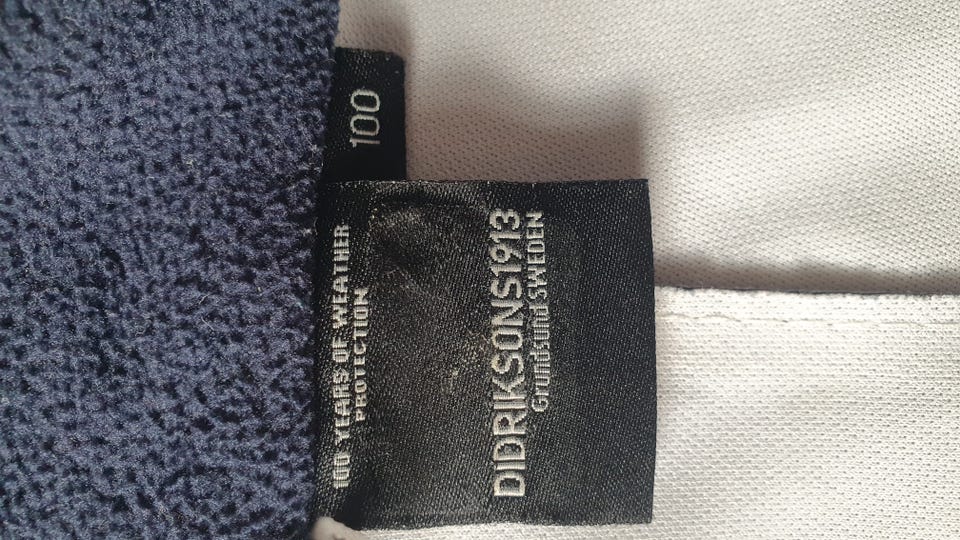 100
100 YEARS OF WEATHER
PROTECTION
DIDRIKSONS1913
Grundsund SWEDEN